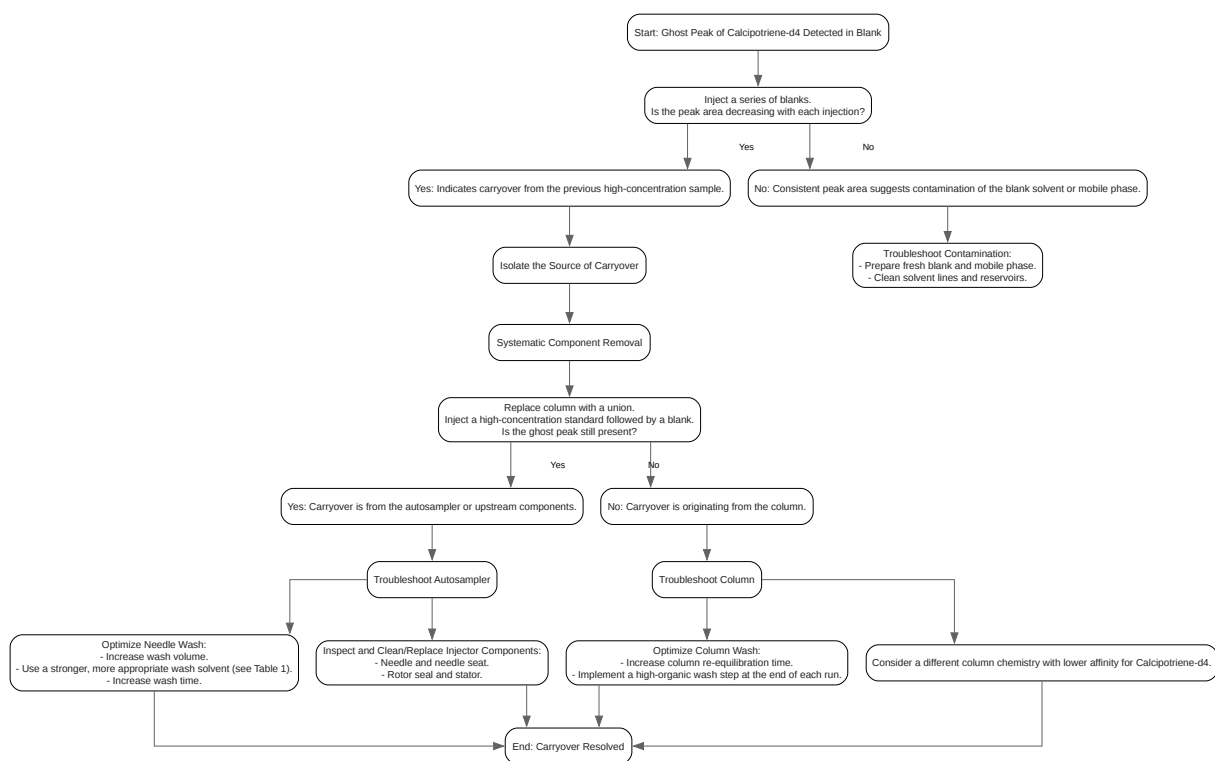 Start: Ghost Peak of Calcipotriene-d4 Detected in Blank
Inject a series of blanks.
Is the peak area decreasing with each injection?
Yes
No
Yes: Indicates carryover from the previous high-concentration sample.
No: Consistent peak area suggests contamination of the blank solvent or mobile phase.
Isolate the Source of Carryover
Troubleshoot Contamination:
- Prepare fresh blank and mobile phase.
- Clean solvent lines and reservoirs.
Systematic Component Removal
Replace column with a union.
Inject a high-concentration standard followed by a blank.
Is the ghost peak still present?
Yes
No
Yes: Carryover is from the autosampler or upstream components.
No: Carryover is originating from the column.
Troubleshoot Autosampler
Troubleshoot Column
Optimize Needle Wash:
- Increase wash volume.
- Use a stronger, more appropriate wash solvent (see Table 1).
- Increase wash time.
Inspect and Clean/Replace Injector Components:
- Needle and needle seat.
- Rotor seal and stator.
Optimize Column Wash:
- Increase column re-equilibration time.
- Implement a high-organic wash step at the end of each run.
Consider a different column chemistry with lower affinity for Calcipotriene-d4.
End: Carryover Resolved